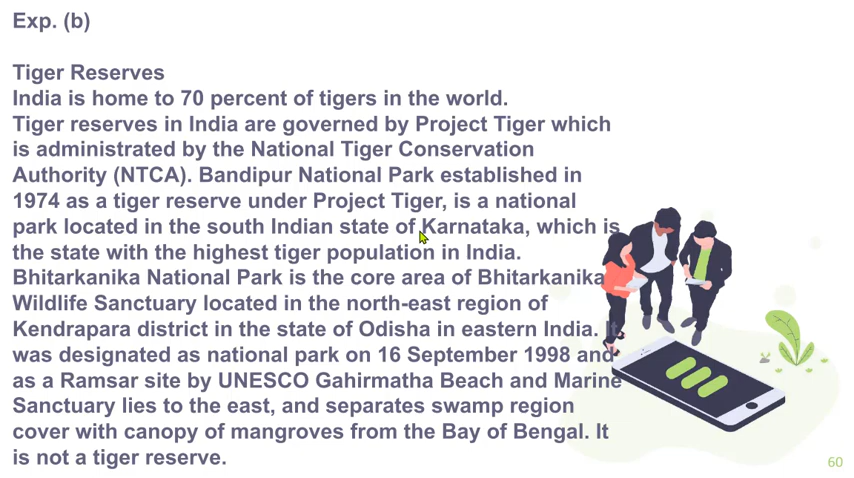 Exp. (b)
Tiger Reserves
India is home to 70 percent of tigers in the world.
Tiger reserves in India are governed by Project Tiger which
is administrated by the National Tiger Conservation
Authority (NTCA). Bandipur National Park established in
1974 as a tiger reserve under Project Tiger, is a national
park located in the south Indian state of Karnataka, which is
the state with the highest tiger population in India.
Bhitarkanika National Park is the core area of Bhitarkanika
Wildlife Sanctuary located in the north-east region of
Kendrapara district in the state of Odisha in eastern India. It
was designated as national park on 16 September 1998 and
as a Ramsar site by UNESCO Gahirmatha Beach and Marine
Sanctuary lies to the east, and separates swamp region
cover with canopy of mangroves from the Bay of Bengal. It
is not a tiger reserve.
60